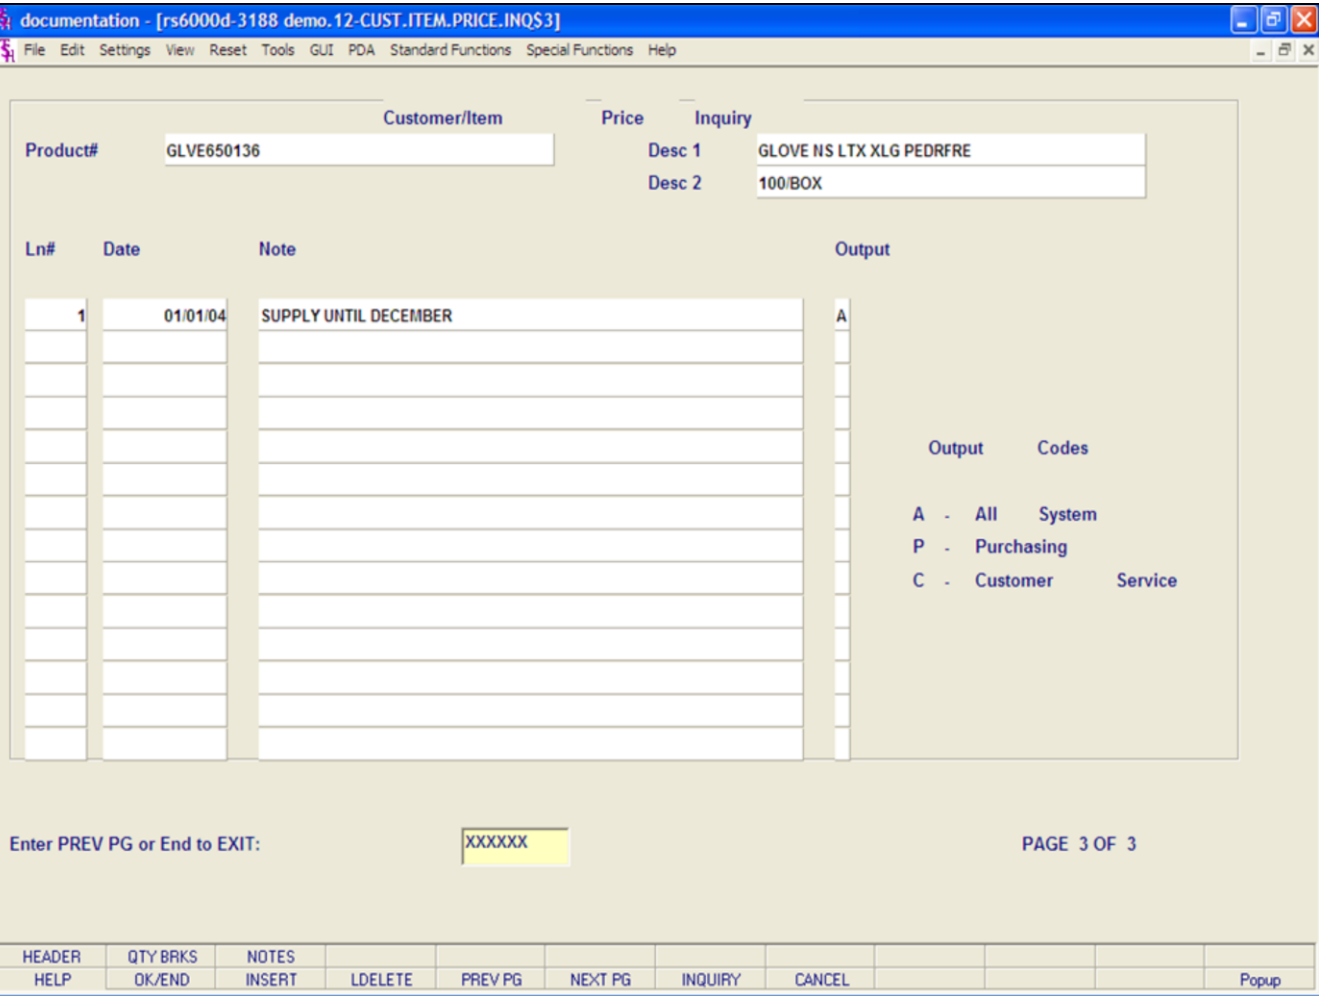 documentation - [rs6000d-3188 demo.12-CUST.ITEM.PRICE.INQ$3]
File Edit Settings View Reset Tools GUI PDA Standard Functions Special Functions Help
Customer/Item Price Inquiry
Product# GLVE650136 Desc 1 GLOVE NS LTX XLG PEDRFRE
Desc 2 100/BOX
Ln# Date Note Output
1 01/01/04 SUPPLY UNTIL DECEMBER A
Output Codes
A - All System
P - Purchasing
C - Customer Service
Enter PREV PG or End to EXIT: XXXXXX PAGE 3 OF 3
HEADER QTY BRKS NOTES
HELP OK/END INSERT LDELETE PREV PG NEXT PG INQUIRY CANCEL Popup